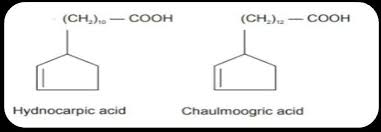 (CH₂)₁₀ — COOH
(CH₂)₁₂ — COOH
Hydnocarpic acid
Chaulmoogric acid